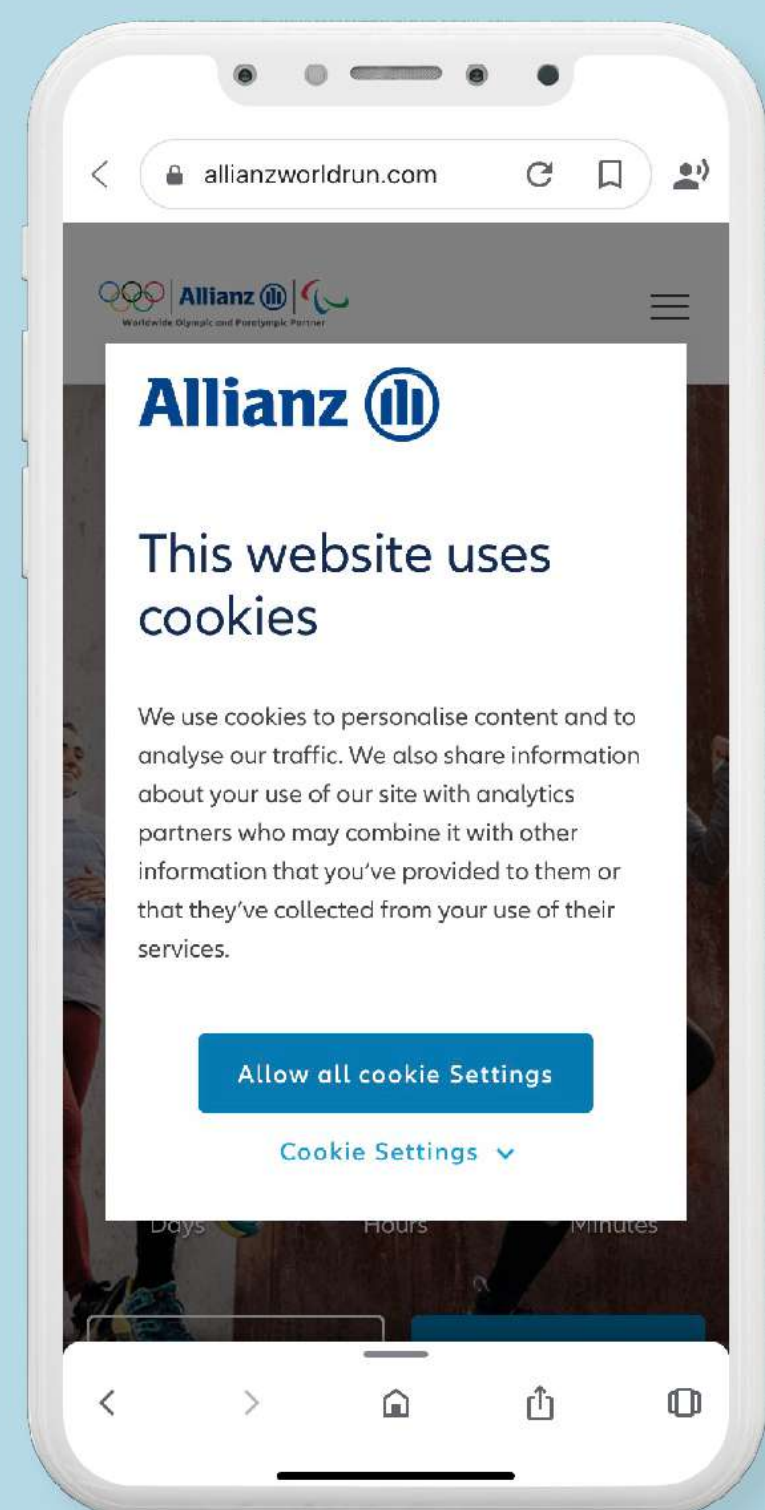 allianzworldrun.com
Allianz
Worldwide Olympic and Paralympic Partner
Allianz
This website uses
cookies
We use cookies to personalise content and to
analyse our traffic. We also share information
about your use of our site with analytics
partners who may combine it with other
information that you've provided to them or
that they've collected from your use of their
services.
Allow all cookie Settings
Cookie Settings
Days Hours Minutes